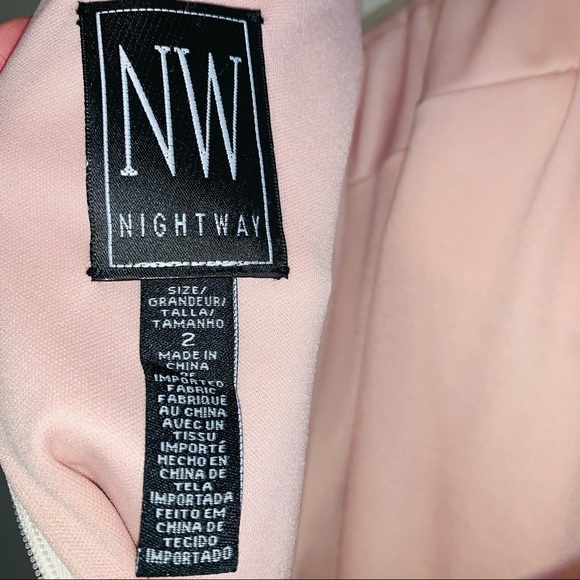 NW
NIGHTWAY
SIZE/
GRANDEUR/
TALLA/
TAMANHO
2
MADE IN
CHINA
OF
IMPORTED
FABRIC
FABRIQUÉ
AU CHINA
AVEC UN
TISSU
IMPORTÉ
HECHO EN
CHINA DE
TELA
IMPORTADA
FEITO EM
CHINA DE
TECIDO
IMPORTADO